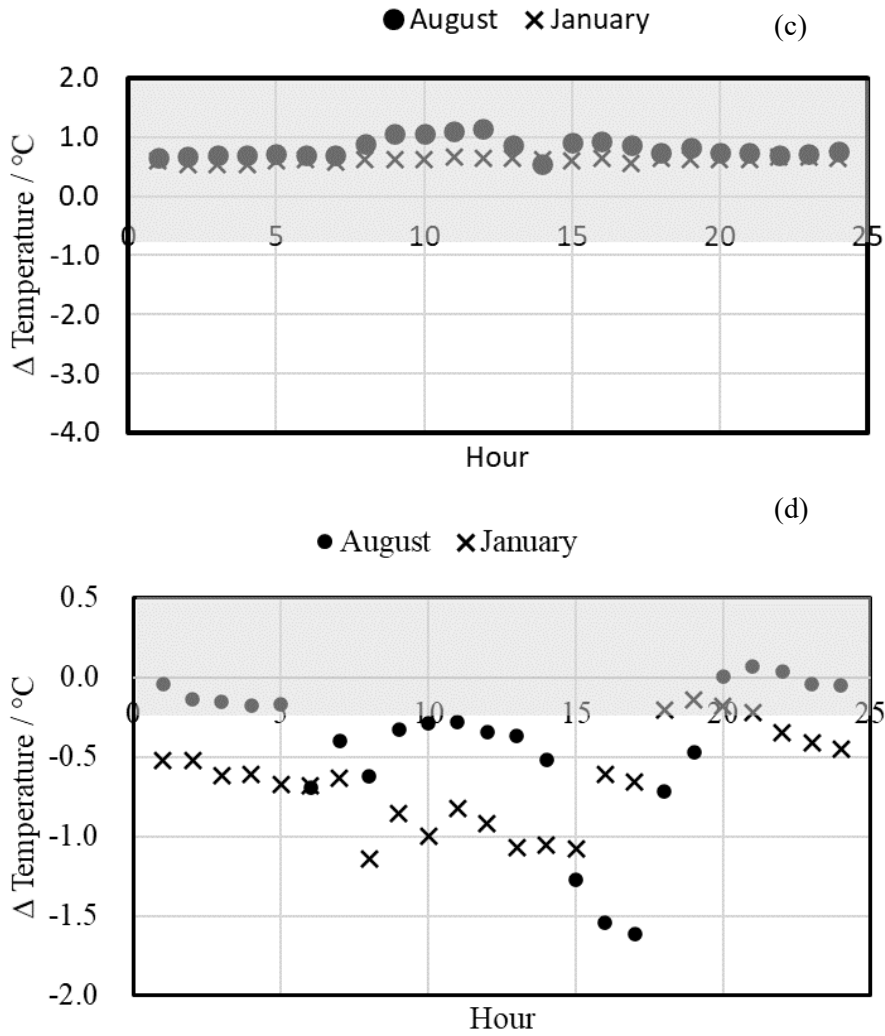 ● August × January
(c)
2.0
1.0
0.0
0 5 10 15 20 25
-1.0
-2.0
-3.0
-4.0
Δ Temperature / °C
Hour
(d)
● August × January
0.5
0.0
0 5 10 15 20 25
-0.5
-1.0
-1.5
-2.0
Δ Temperature / °C
Hour